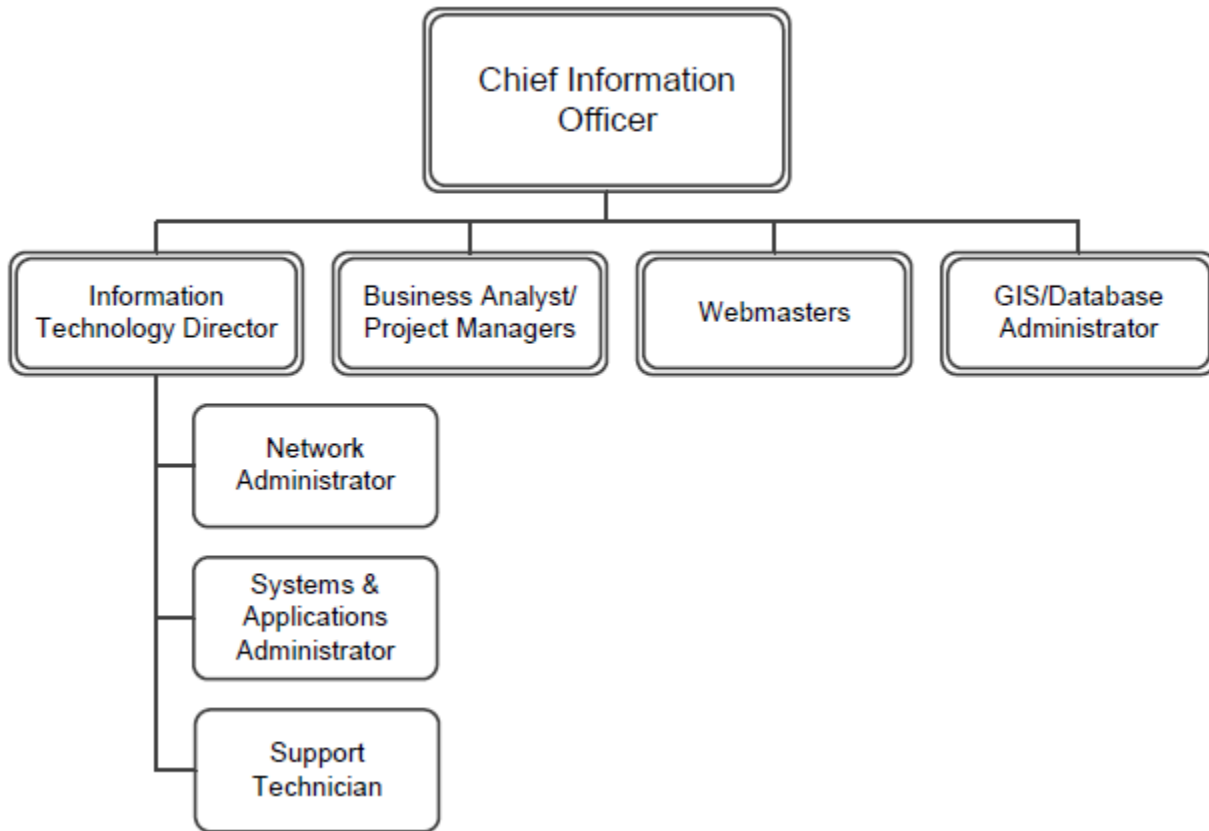 Chief Information
Officer
Information
Technology Director
Business Analyst/
Project Managers
Webmasters
GIS/Database
Administrator
Network
Administrator
Systems &
Applications
Administrator
Support
Technician